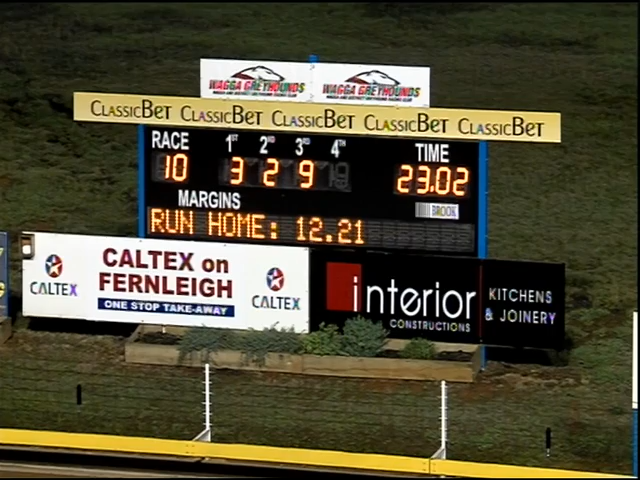 WAGGA GREYHOUNDS WAGGA GREYHOUNDS
CLASSICBET CLASSICBET CLASSICBET CLASSICBET CLASSICBET
RACE 1ST 2ND 3RD 4TH TIME
10 3 2 9 23.02
MARGINS BROOK
RUN HOME: 12.21
CALTEX on
FERNLEIGH
ONE STOP TAKE-AWAY
CALTEX CALTEX
interior
CONSTRUCTIONS
KITCHENS
& JOINERY